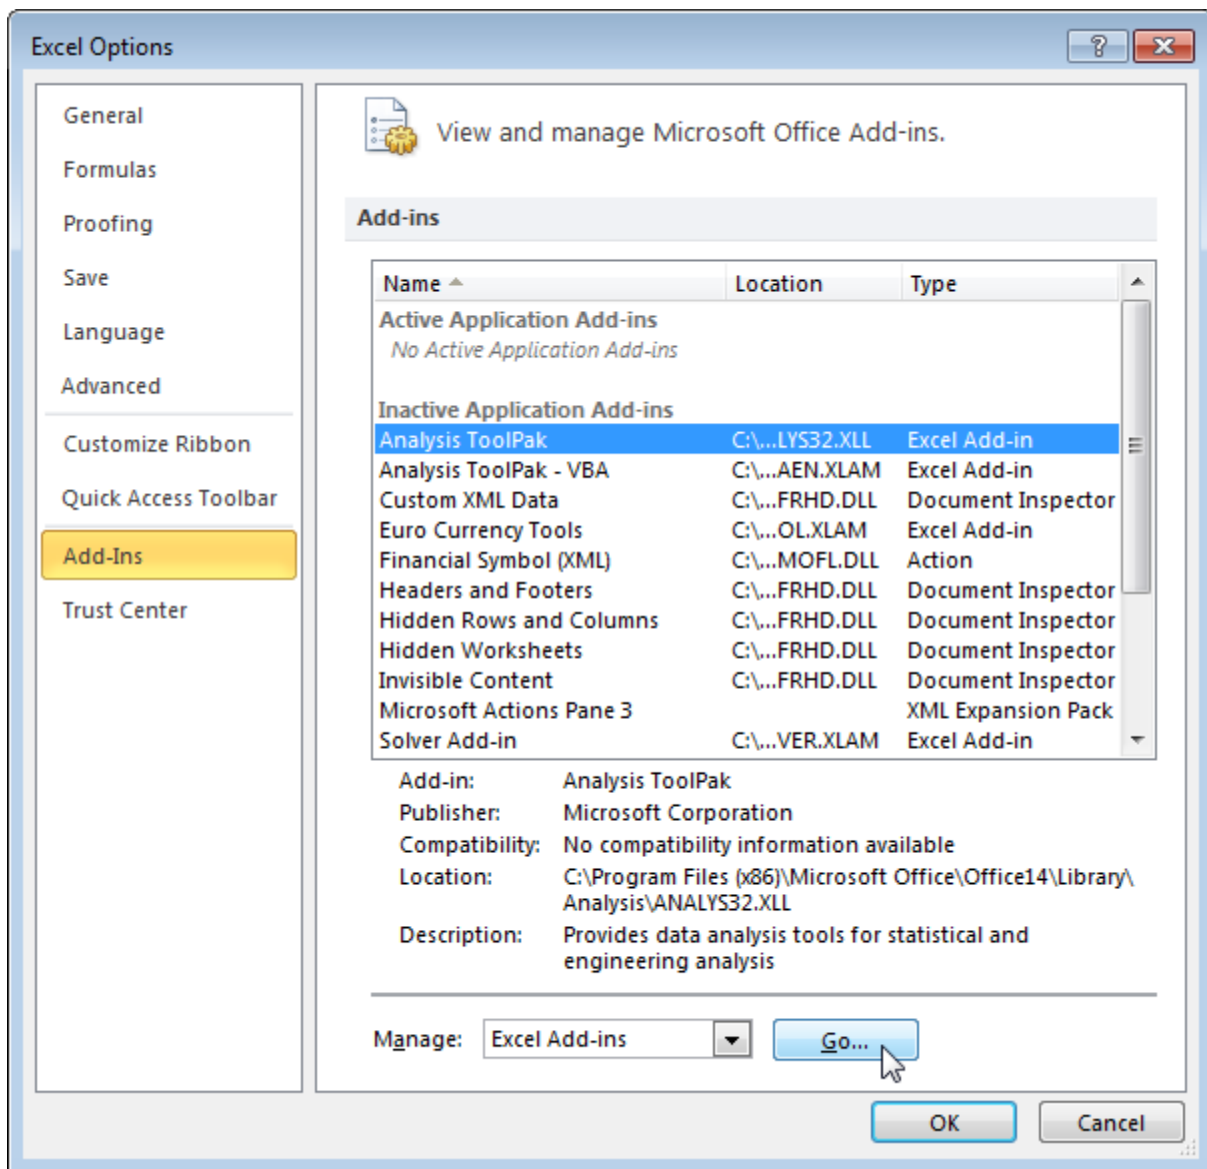 Excel Options
General
Formulas
Proofing
Save
Language
Advanced
Customize Ribbon
Quick Access Toolbar
Add-Ins
Trust Center
View and manage Microsoft Office Add-ins.
Add-ins
Name Location Type
Active Application Add-ins
No Active Application Add-ins
Inactive Application Add-ins
Analysis ToolPak C:\...LYS32.XLL Excel Add-in
Analysis ToolPak - VBA C:\...AEN.XLAM Excel Add-in
Custom XML Data C:\...FRHD.DLL Document Inspector
Euro Currency Tools C:\...OL.XLAM Excel Add-in
Financial Symbol (XML) C:\...MOFL.DLL Action
Headers and Footers C:\...FRHD.DLL Document Inspector
Hidden Rows and Columns C:\...FRHD.DLL Document Inspector
Hidden Worksheets C:\...FRHD.DLL Document Inspector
Invisible Content C:\...FRHD.DLL Document Inspector
Microsoft Actions Pane 3 XML Expansion Pack
Solver Add-in C:\...VER.XLAM Excel Add-in
Add-in: Analysis ToolPak
Publisher: Microsoft Corporation
Compatibility: No compatibility information available
Location: C:\Program Files (x86)\Microsoft Office\Office14\Library\
Analysis\ANALYS32.XLL
Description: Provides data analysis tools for statistical and
engineering analysis
Manage: Excel Add-ins Go...
OK Cancel